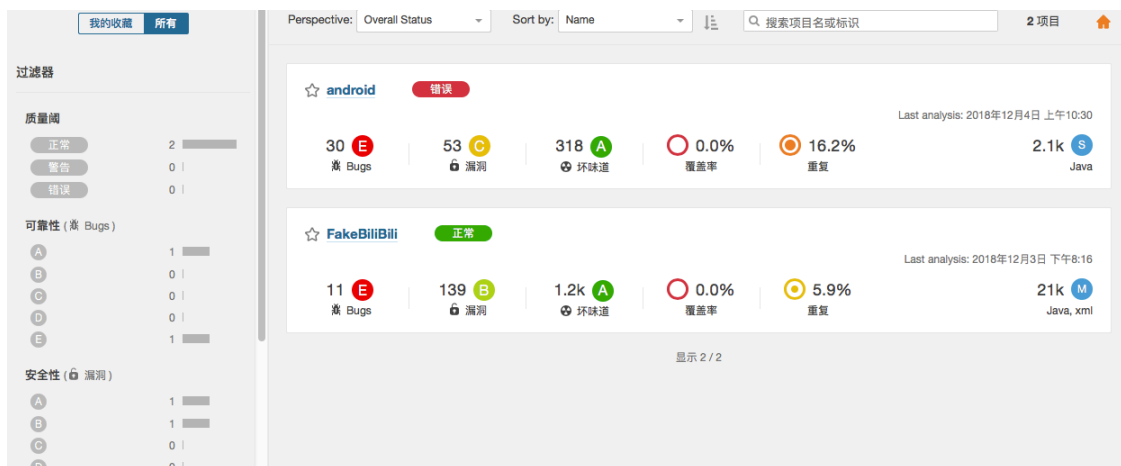 我的收藏 所有
Perspective: Overall Status Sort by: Name 搜索项目名或标识 2 项目
过滤器
质量阈
正常 2
警告 0
错误 0
可靠性 ( Bugs )
A 1
B 0
C 0
D 0
E 1
安全性 ( 漏洞 )
A 1
B 1
C 0
D 0
android 错误
Last analysis: 2018年12月4日 上午10:30
30 E 53 C 318 A 0.0% 16.2% 2.1k S
Bugs 漏洞 坏味道 覆盖率 重复 Java
FakeBiliBili 正常
Last analysis: 2018年12月3日 下午8:16
11 E 139 B 1.2k A 0.0% 5.9% 21k M
Bugs 漏洞 坏味道 覆盖率 重复 Java, xml
显示 2 / 2